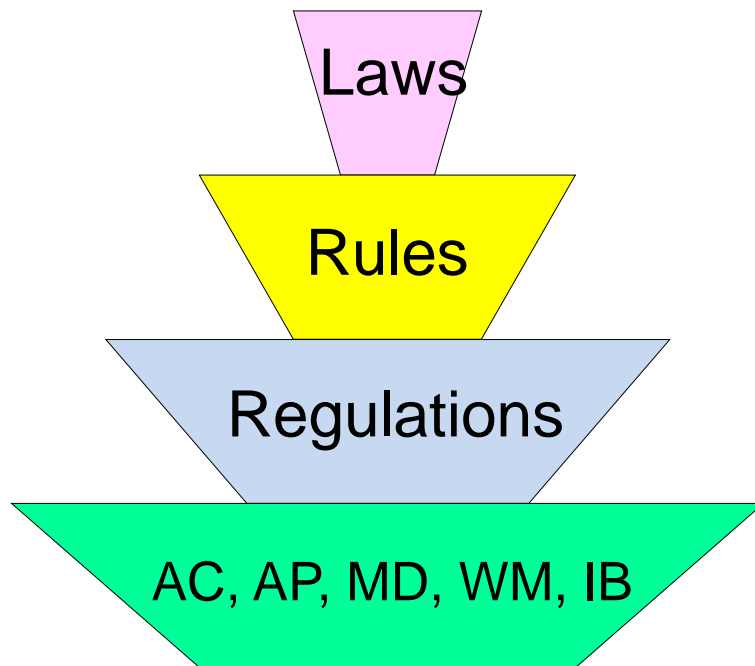 Laws
Rules
Regulations
AC, AP, MD, WM, IB